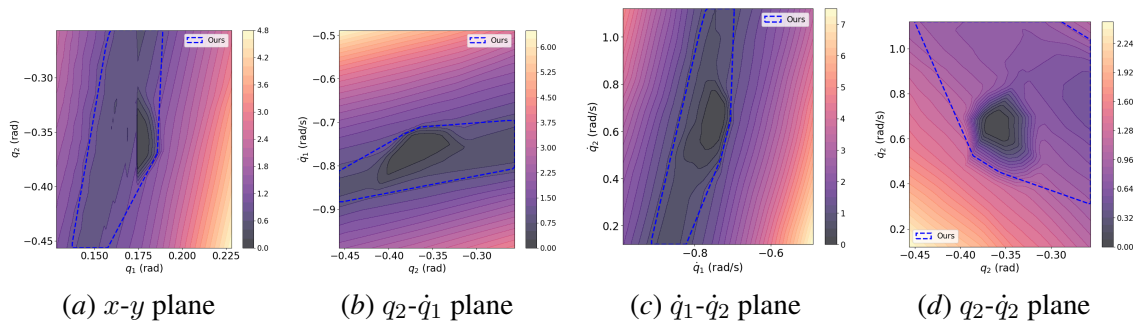 Ours
−0.30
−0.35
−0.40
−0.45
q₂ (rad)
0.150 0.175 0.200 0.225
q₁ (rad)
4.8
4.2
3.6
3.0
2.4
1.8
1.2
0.6
0.0
(a) x-y plane
Ours
−0.5
−0.6
−0.7
−0.8
−0.9
q̇₁ (rad/s)
−0.45 −0.40 −0.35 −0.30
q₂ (rad)
6.00
5.25
4.50
3.75
3.00
2.25
1.50
0.75
0.00
(b) q₂-q̇₁ plane
Ours
1.0
0.8
0.6
0.4
0.2
q̇₂ (rad/s)
−0.8 −0.6
q̇₁ (rad/s)
7
6
5
4
3
2
1
0
(c) q̇₁-q̇₂ plane
1.0
0.8
0.6
0.4
0.2
q̇₂ (rad/s)
Ours
−0.45 −0.40 −0.35 −0.30
q₂ (rad)
2.24
1.96
1.68
1.40
1.12
0.84
0.56
0.28
0.00
(d) q₂-q̇₂ plane